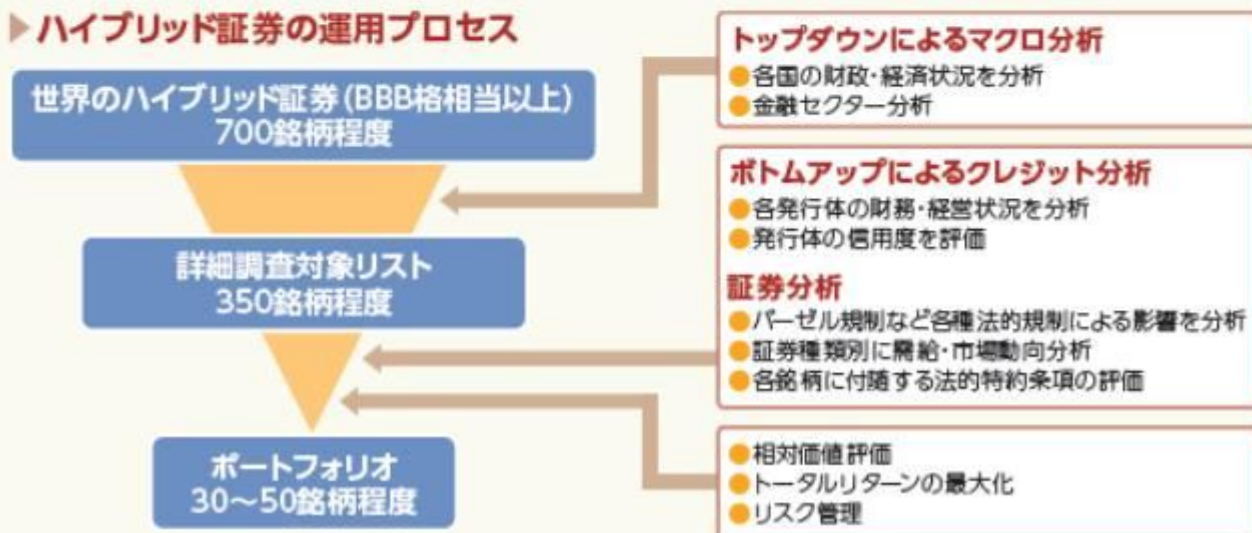 ハイブリッド証券の運用プロセス
世界のハイブリッド証券(BBB格相当以上)
700銘柄程度
詳細調査対象リスト
350銘柄程度
ポートフォリオ
30～50銘柄程度
トップダウンによるマクロ分析
●各国の財政・経済状況を分析
●金融セクター分析
ボトムアップによるクレジット分析
●各発行体の財務・経営状況を分析
●発行体の信用度を評価
証券分析
●バーゼル規制など各種法的規制による影響を分析
●証券種類別に需給・市場動向分析
●各銘柄に付随する法的特約条項の評価
●相対価値評価
●トータルリターンの最大化
●リスク管理